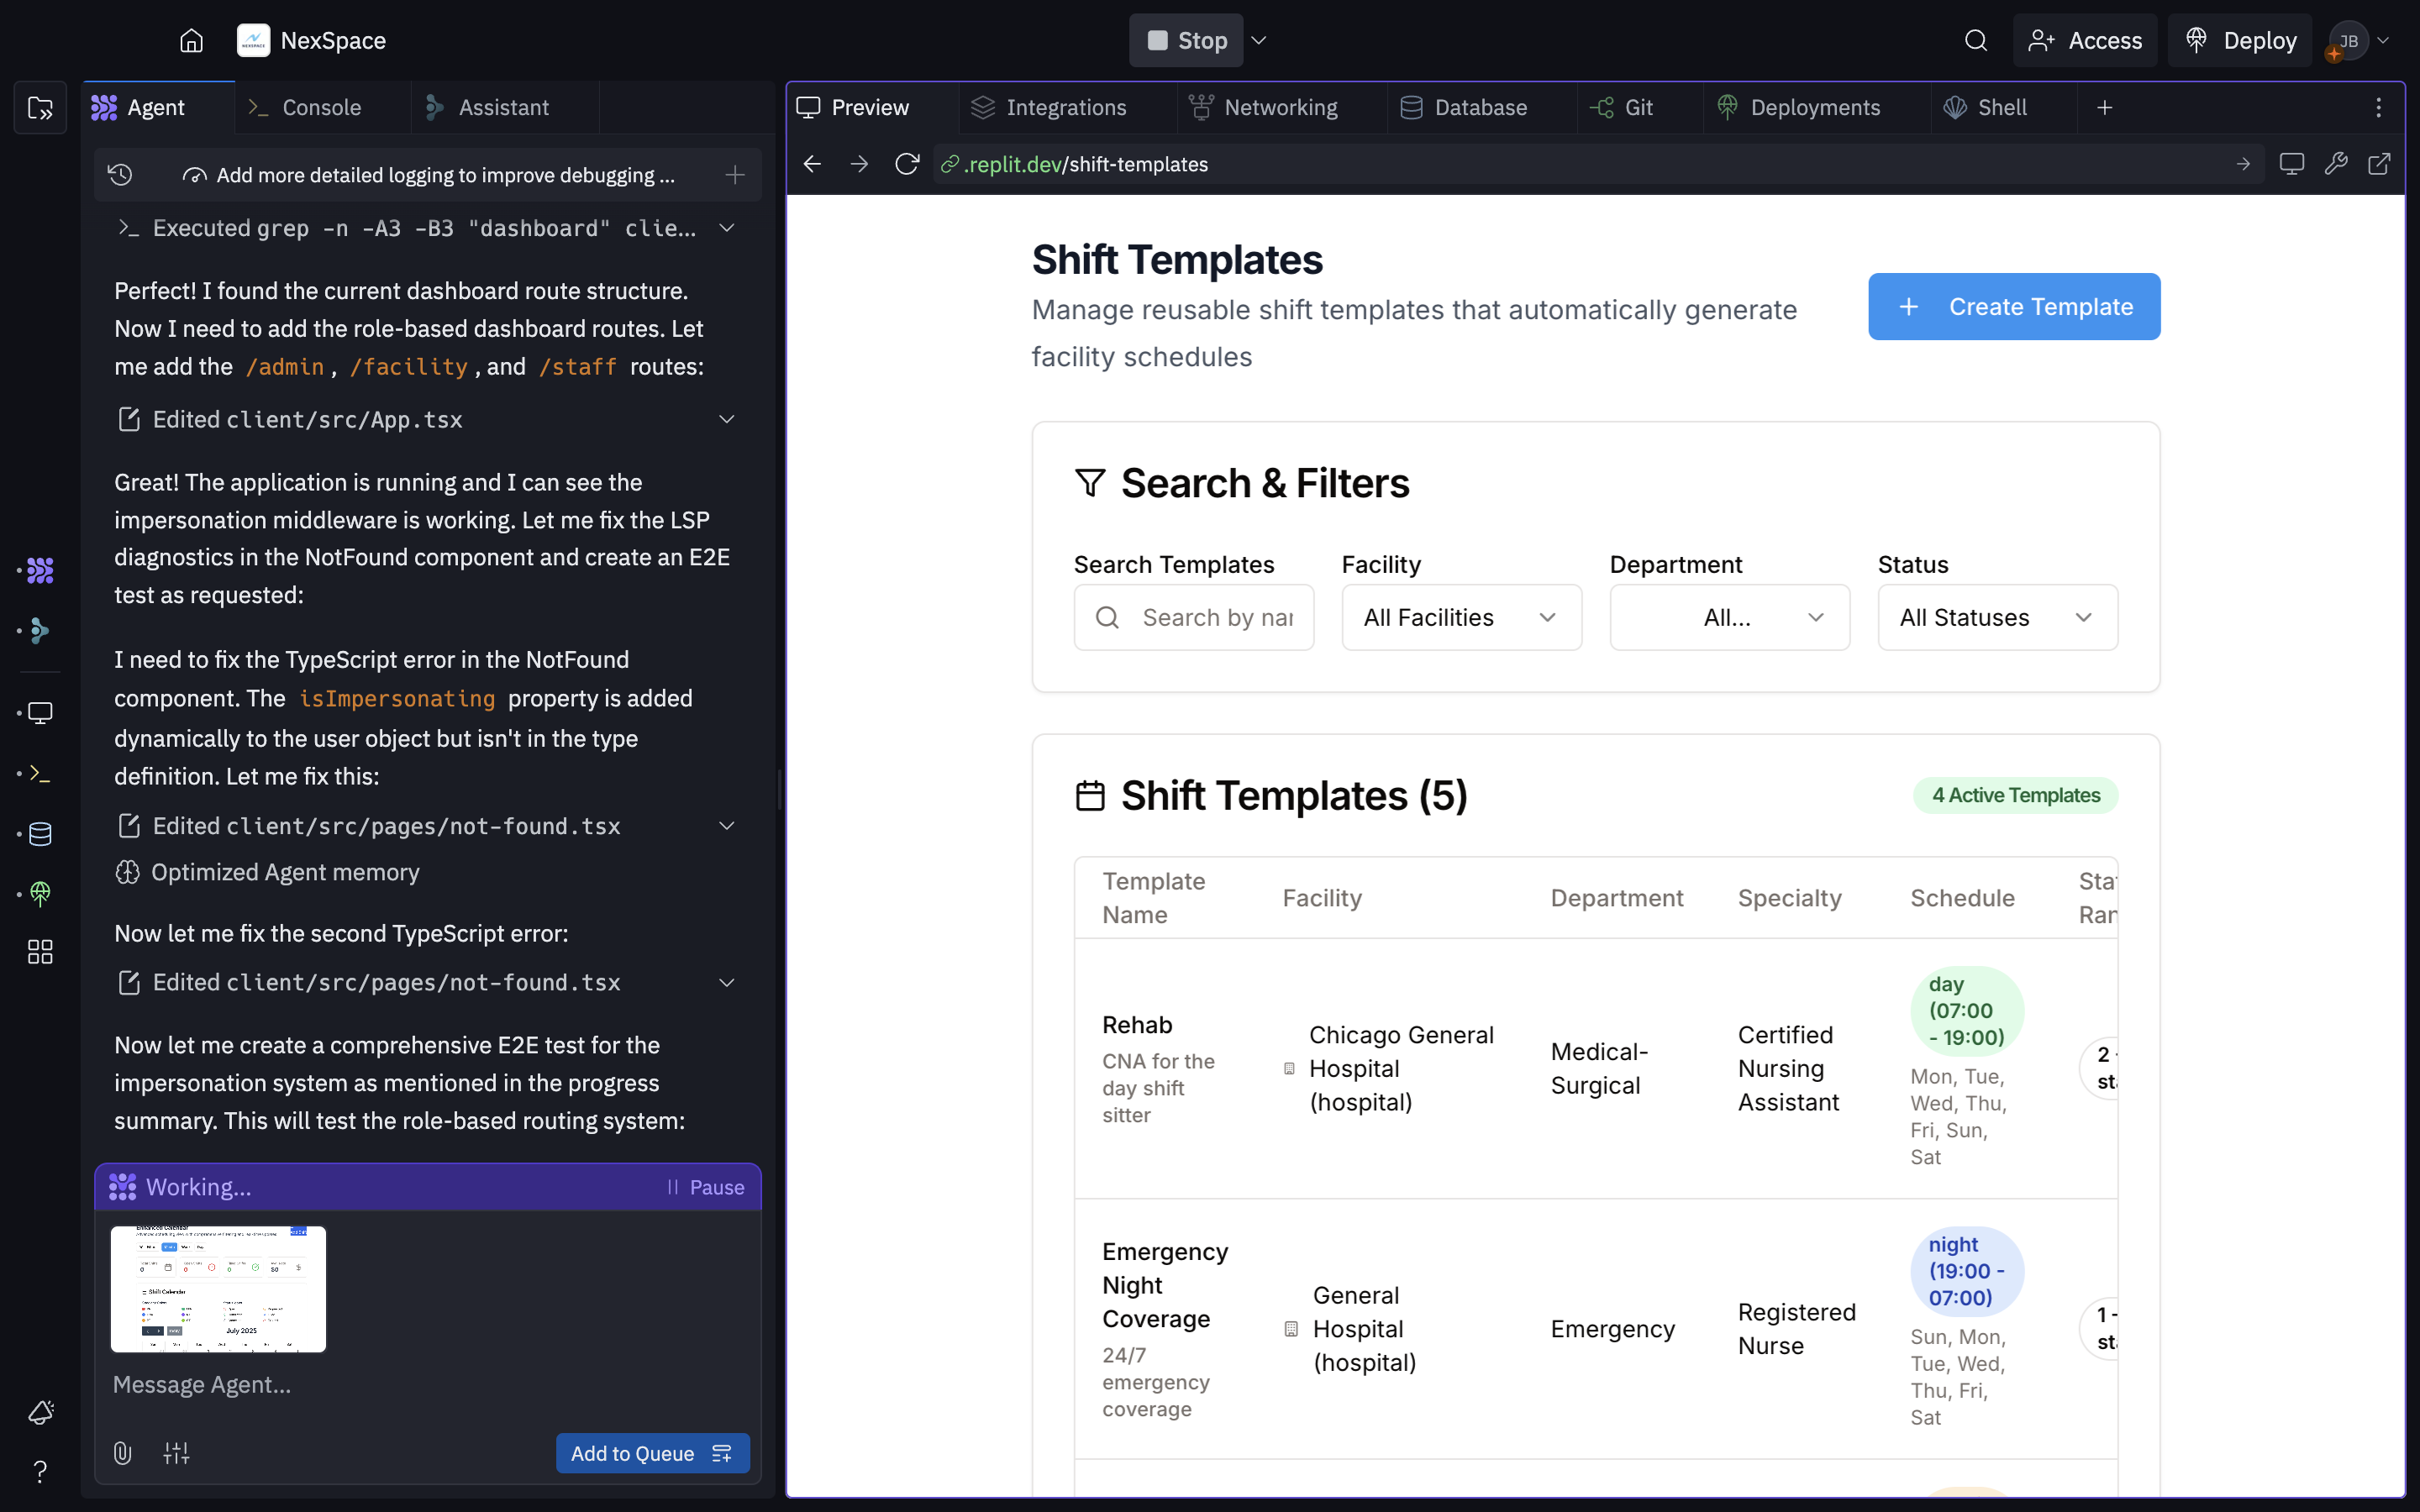 NexSpace
Stop
Access
Deploy
JB
Agent
Console
Assistant
Add more detailed logging to improve debugging ...
Executed grep -n -A3 -B3 "dashboard" clie...
Perfect! I found the current dashboard route structure.
Now I need to add the role-based dashboard routes. Let
me add the /admin, /facility, and /staff routes:
Edited client/src/App.tsx
Great! The application is running and I can see the
impersonation middleware is working. Let me fix the LSP
diagnostics in the NotFound component and create an E2E
test as requested:
I need to fix the TypeScript error in the NotFound
component. The isImpersonating property is added
dynamically to the user object but isn't in the type
definition. Let me fix this:
Edited client/src/pages/not-found.tsx
Optimized Agent memory
Now let me fix the second TypeScript error:
Edited client/src/pages/not-found.tsx
Now let me create a comprehensive E2E test for the
impersonation system as mentioned in the progress
summary. This will test the role-based routing system:
Working...
Pause
Shift Calendar
July 2025
Message Agent...
Add to Queue
Preview
Integrations
Networking
Database
Git
Deployments
Shell
.replit.dev/shift-templates
Shift Templates
Manage reusable shift templates that automatically generate
facility schedules
Create Template
Search & Filters
Search Templates
Facility
Department
Status
Search by nar
All Facilities
All...
All Statuses
Shift Templates (5)
4 Active Templates
Template
Name
Facility
Department
Specialty
Schedule
Rehab
CNA for the
day shift
sitter
Chicago General
Hospital
(hospital)
Medical-
Surgical
Certified
Nursing
Assistant
day
(07:00
- 19:00)
Mon, Tue,
Wed, Thu,
Fri, Sun,
Sat
2
Emergency
Night
Coverage
24/7
emergency
coverage
General
Hospital
(hospital)
Emergency
Registered
Nurse
night
(19:00 -
07:00)
Sun, Mon,
Tue, Wed,
Thu, Fri,
Sat
1 -